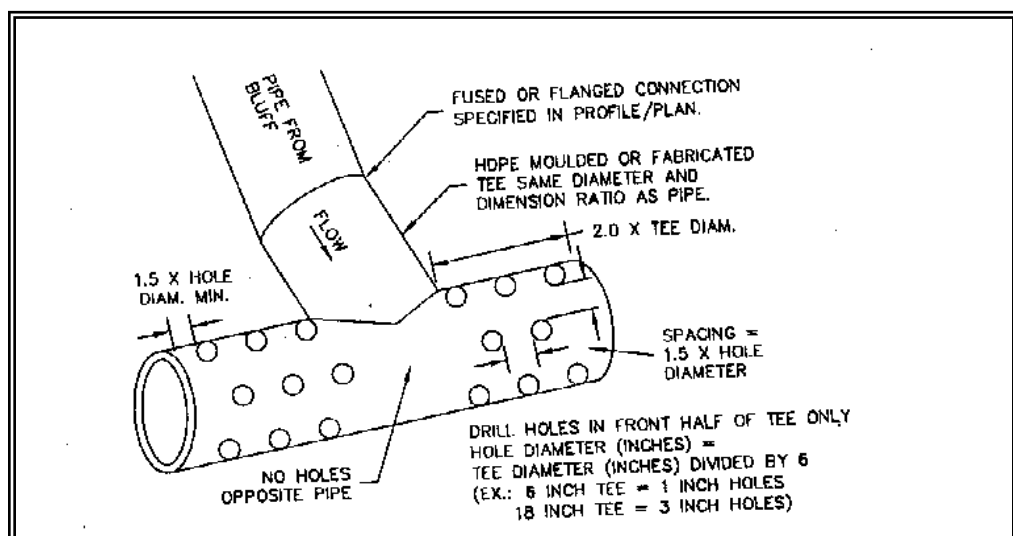 PIPE FROM
BLUFF
FUSED OR FLANGED CONNECTION
SPECIFIED IN PROFILE/PLAN.
HDPE MOULDED OR FABRICATED
TEE SAME DIAMETER AND
DIMENSION RATIO AS PIPE.
FLOW
2.0 X TEE DIAM.
1.5 X HOLE
DIAM. MIN.
SPACING =
1.5 X HOLE
DIAMETER
NO HOLES
OPPOSITE PIPE
DRILL HOLES IN FRONT HALF OF TEE ONLY
HOLE DIAMETER (INCHES) =
TEE DIAMETER (INCHES) DIVIDED BY 6
(EX.: 6 INCH TEE = 1 INCH HOLES
18 INCH TEE = 3 INCH HOLES)